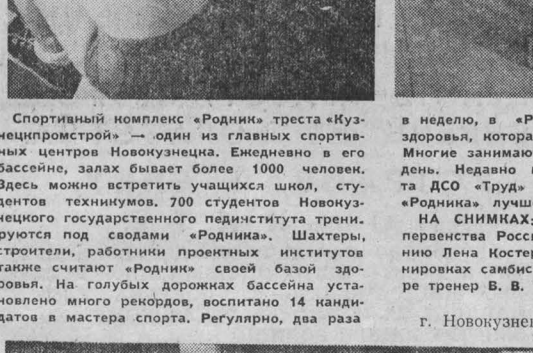 Спортивный комплекс «Родник» треста «Куз-
нецкпромстрой» — один из главных спортив-
ных центров Новокузнецка. Ежедневно в его
бассейне, залах бывает более 1000 человек.
Здесь можно встретить учащихся школ, сту-
дентов техникумов. 700 студентов Новокуз-
нецкого государственного пединститута трени.
руются под сводами «Родника». Шахтеры,
строители, работники проектных институтов
также считают «Родник» своей базой здо-
ровья. На голубых дорожках бассейна уста-
новлено много рекордов, воспитано 14 канди-
датов в мастера спорта. Регулярно, два раза
в неделю, в «Р
здоровья, котора
Многие занимаю
день. Недавно
та ДСО «Труд»
«Родника» лучш
НА СНИМКАХ:
первенства Росси
нию Лена Костер
нировках самбис
ре тренер В. В.
г. Новокузнец